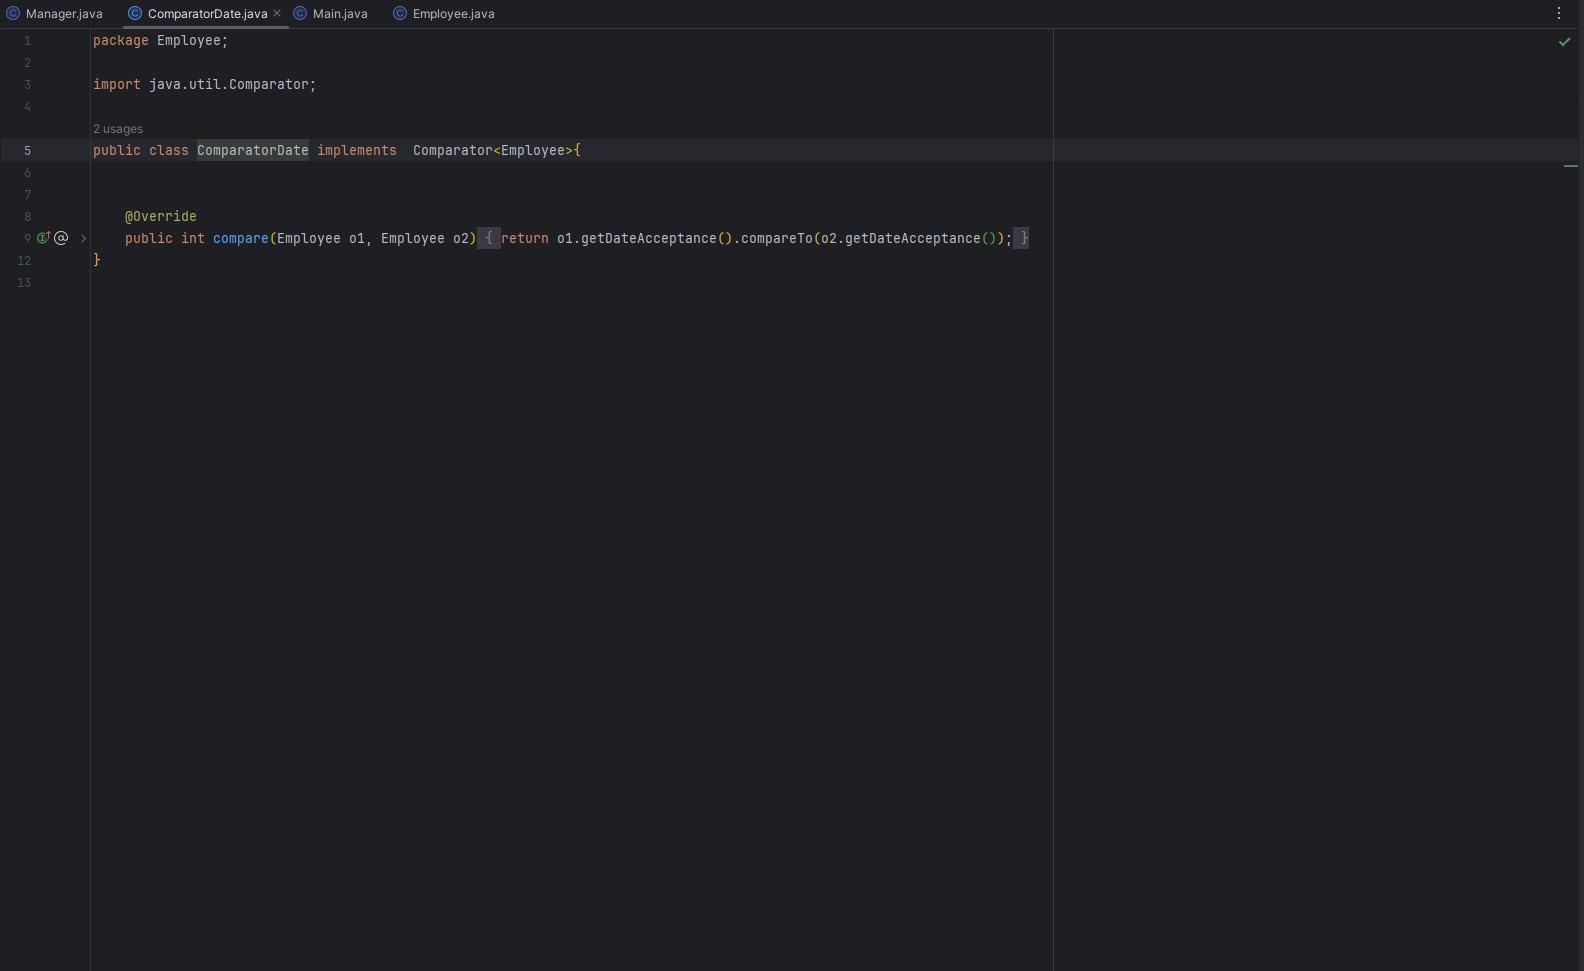 Manager.java ComparatorDate.java Main.java Employee.java
1 package Employee;
2
3 import java.util.Comparator;
4
2 usages
5 public class ComparatorDate implements  Comparator<Employee>{
6
7
8 @Override
9 public int compare(Employee o1, Employee o2) { return o1.getDateAcceptance().compareTo(o2.getDateAcceptance()); }
12 }
13